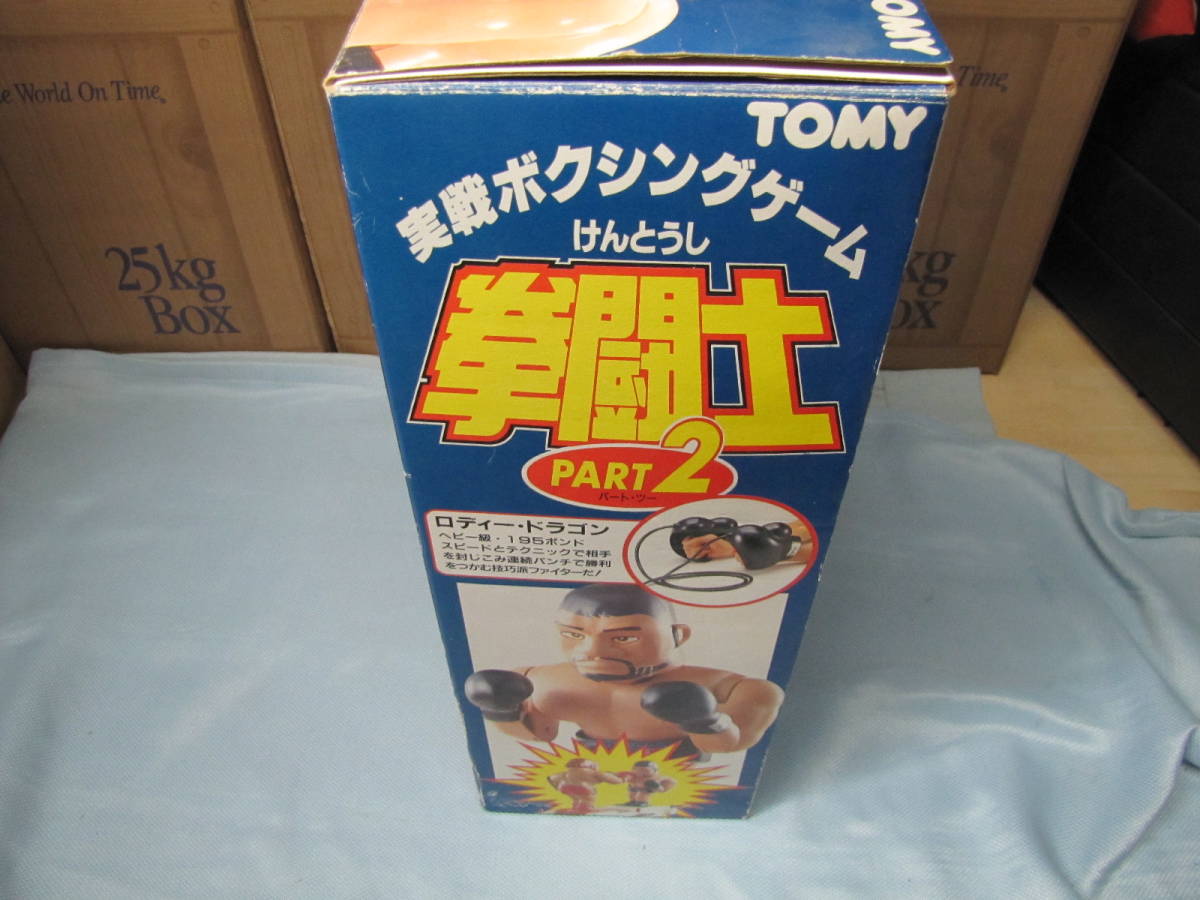 TOMY
TOMY
実戦ボクシングゲーム
けんとうし
拳闘士
PART2
パート・ツー
ロディー・ドラゴン
ヘビー級・195ポンド
スピードとテクニックで相手
を封じこみ連続パンチで勝利
をつかむ技巧派ファイターだ!
e World On Time®
Time®
25kg
Box
kg
ox